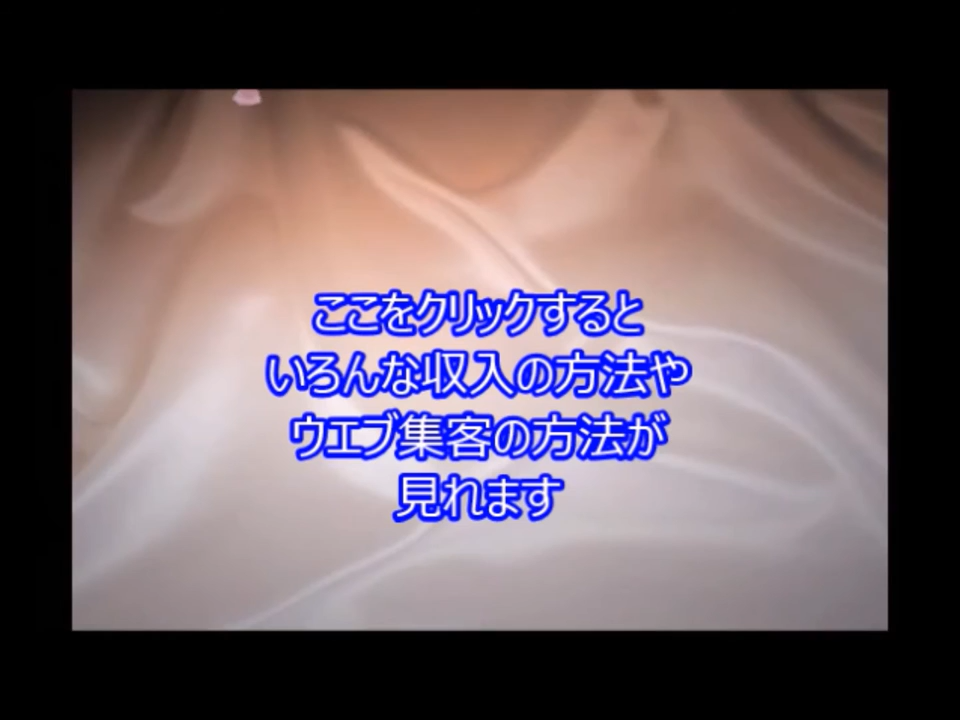 ここをクリックすると
いろんな収入の方法や
ウエブ集客の方法が
見れます